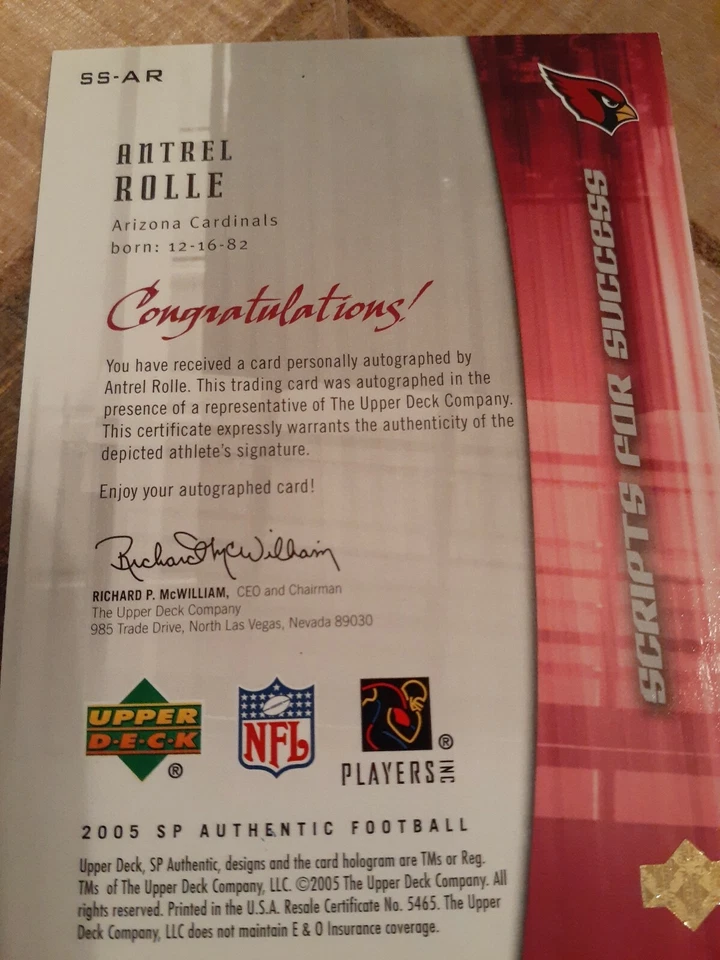 SS-AR
ANTREL
ROLLE
Arizona Cardinals
born: 12-16-82
Congratulations!
You have received a card personally autographed by
Antrel Rolle. This trading card was autographed in the
presence of a representative of The Upper Deck Company.
This certificate expressly warrants the authenticity of the
depicted athlete's signature.
Enjoy your autographed card!
Richard P. McWilliam
RICHARD P. McWILLIAM, CEO and Chairman
The Upper Deck Company
985 Trade Drive, North Las Vegas, Nevada 89030
UPPER
D·E·C·K
®
NFL
®
PLAYERS INC
2005 SP AUTHENTIC FOOTBALL
Upper Deck, SP Authentic, designs and the card hologram are TMs or Reg.
TMs of The Upper Deck Company, LLC. ©2005 The Upper Deck Company. All
rights reserved. Printed in the U.S.A. Resale Certificate No. 5465. The Upper
Deck Company, LLC does not maintain E & O Insurance coverage.
SCRIPTS FOR SUCCESS